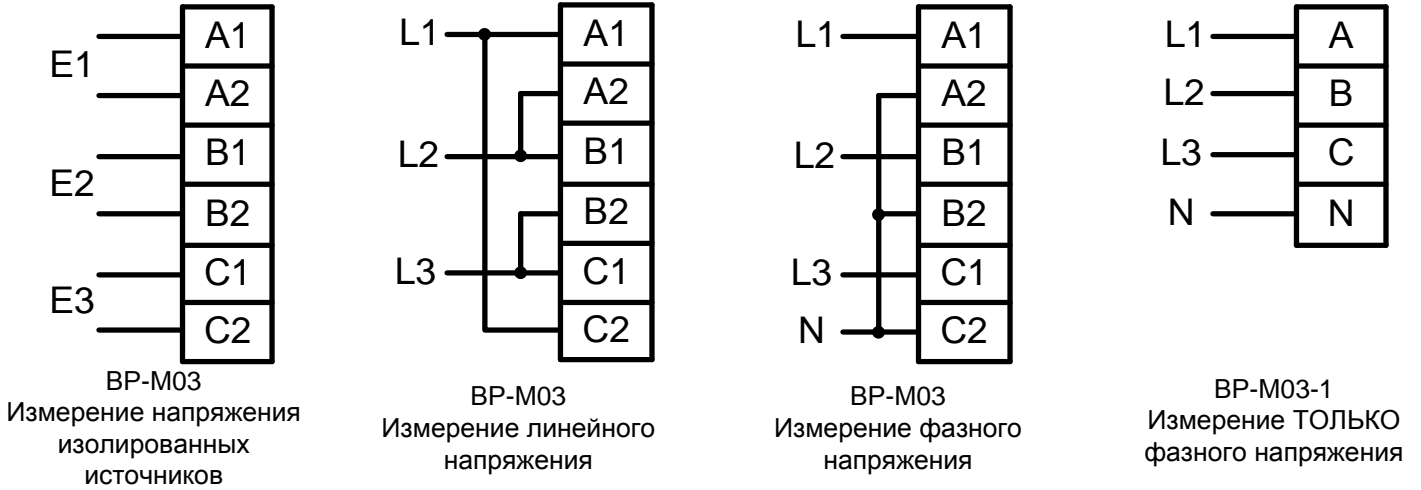 E1
E2
E3
A1
A2
B1
B2
C1
C2
ВР-М03
Измерение напряжения
изолированных
источников
L1
L2
L3
A1
A2
B1
B2
C1
C2
ВР-М03
Измерение линейного
напряжения
L1
L2
L3
N
A1
A2
B1
B2
C1
C2
ВР-М03
Измерение фазного
напряжения
L1
L2
L3
N
A
B
C
N
ВР-М03-1
Измерение ТОЛЬКО
фазного напряжения